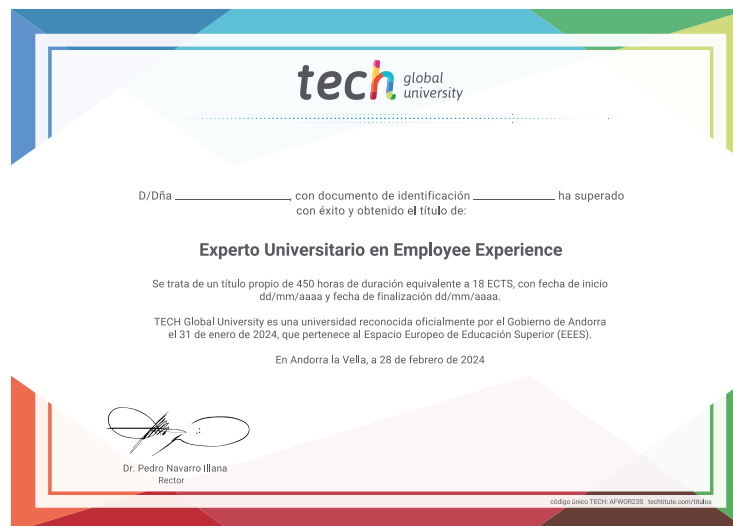 tech global university
D/Dña ____________________, con documento de identificación ______________ ha superado
con éxito y obtenido el título de:
Experto Universitario en Employee Experience
Se trata de un título propio de 450 horas de duración equivalente a 18 ECTS, con fecha de inicio
dd/mm/aaaa y fecha de finalización dd/mm/aaaa.
TECH Global University es una universidad reconocida oficialmente por el Gobierno de Andorra
el 31 de enero de 2024, que pertenece al Espacio Europeo de Educación Superior (EEES).
En Andorra la Vella, a 28 de febrero de 2024
Dr. Pedro Navarro Illana
Rector
código único TECH: AFWOR23S techtitute.com/titulos